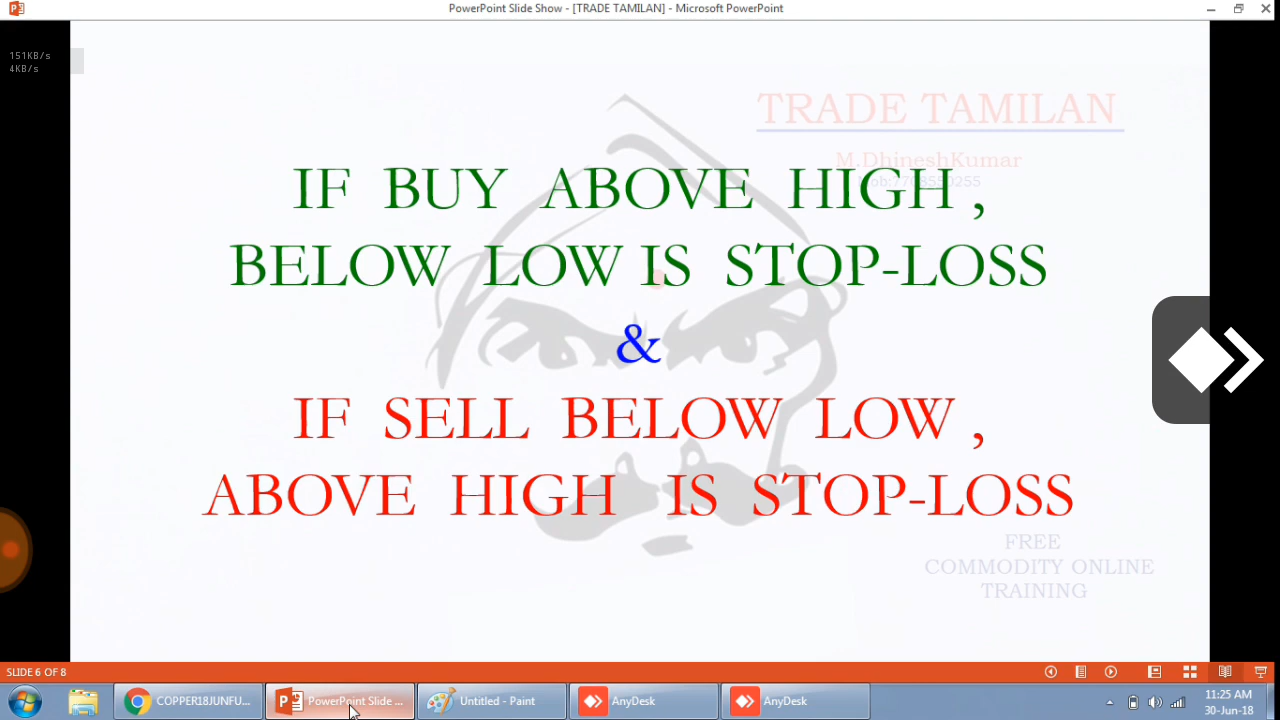 PowerPoint Slide Show - [TRADE TAMILAN] - Microsoft PowerPoint
151KB/s
4KB/s
TRADE TAMILAN
M.DhineshKumar
IF BUY ABOVE HIGH ,
BELOW LOW IS STOP-LOSS
&
IF SELL BELOW LOW ,
ABOVE HIGH IS STOP-LOSS
FREE
COMMODITY ONLINE
TRAINING
SLIDE 6 OF 8
COPPER18JUNFU...
PowerPoint Slide ...
Untitled - Paint
AnyDesk
AnyDesk
11:25 AM
30-Jun-18